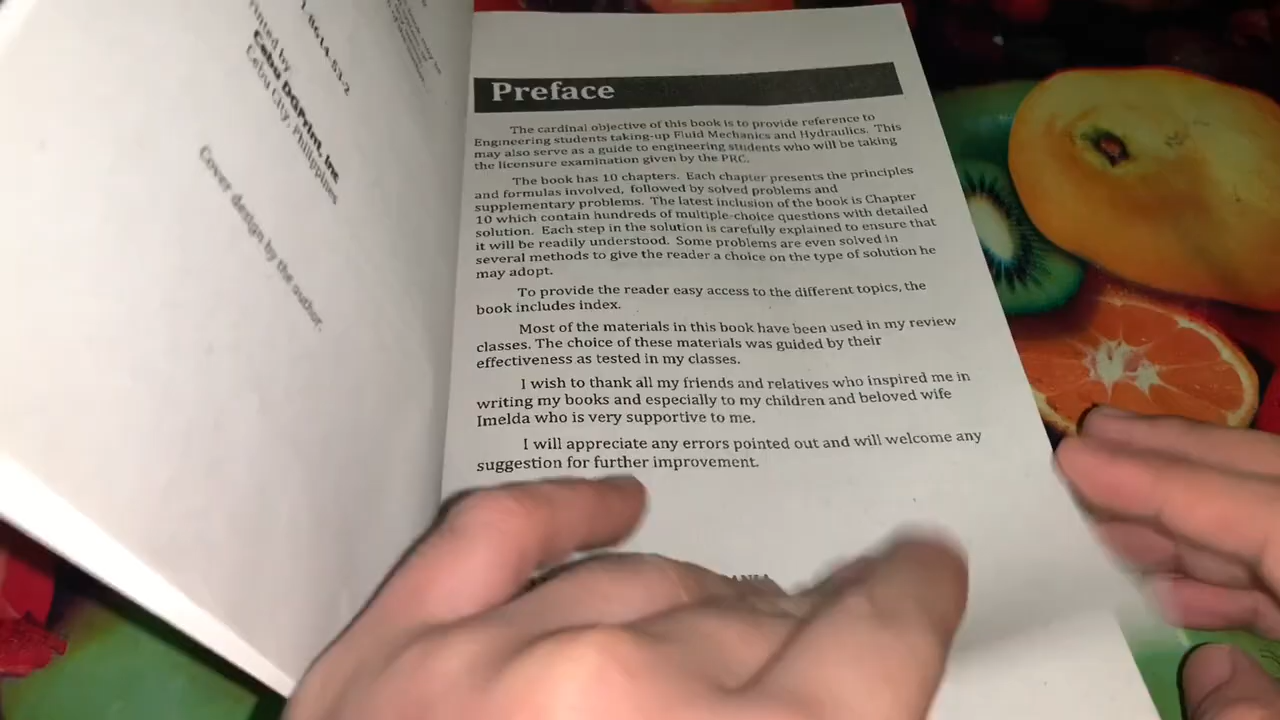 Printed by
Cebu DGPrint, Inc
Cebu City, Philippines
Cover design by the author.
Preface
The cardinal objective of this book is to provide reference to
Engineering students taking-up Fluid Mechanics and Hydraulics. This
may also serve as a guide to engineering students who will be taking
the licensure examination given by the PRC.
The book has 10 chapters. Each chapter presents the principles
and formulas involved, followed by solved problems and
supplementary problems. The latest inclusion of the book is Chapter
10 which contain hundreds of multiple-choice questions with detailed
solution. Each step in the solution is carefully explained to ensure that
it will be readily understood. Some problems are even solved in
several methods to give the reader a choice on the type of solution he
may adopt.
To provide the reader easy access to the different topics, the
book includes index.
Most of the materials in this book have been used in my review
classes. The choice of these materials was guided by their
effectiveness as tested in my classes.
I wish to thank all my friends and relatives who inspired me in
writing my books and especially to my children and beloved wife
Imelda who is very supportive to me.
I will appreciate any errors pointed out and will welcome any
suggestion for further improvement.